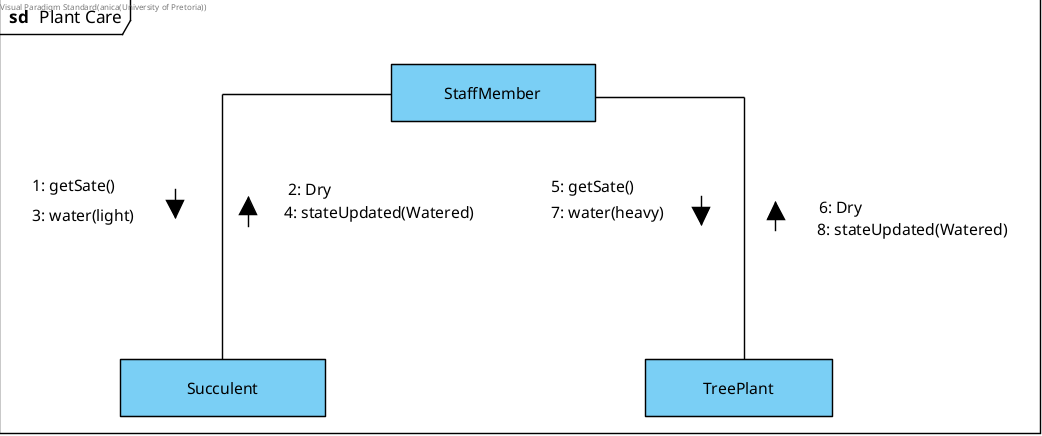 Visual Paradigm Standard(anica(University of Pretoria))
sd Plant Care
StaffMember
1: getSate()
3: water(light)
2: Dry
4: stateUpdated(Watered)
5: getSate()
7: water(heavy)
6: Dry
8: stateUpdated(Watered)
Succulent
TreePlant